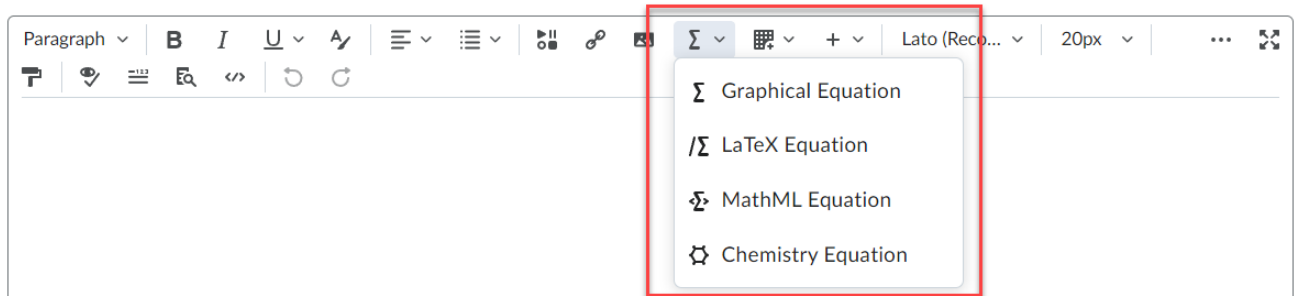 Paragraph B I U A Σ + Lato (Reco... 20px ...
Σ Graphical Equation
/Σ LaTeX Equation
<Σ> MathML Equation
Chemistry Equation